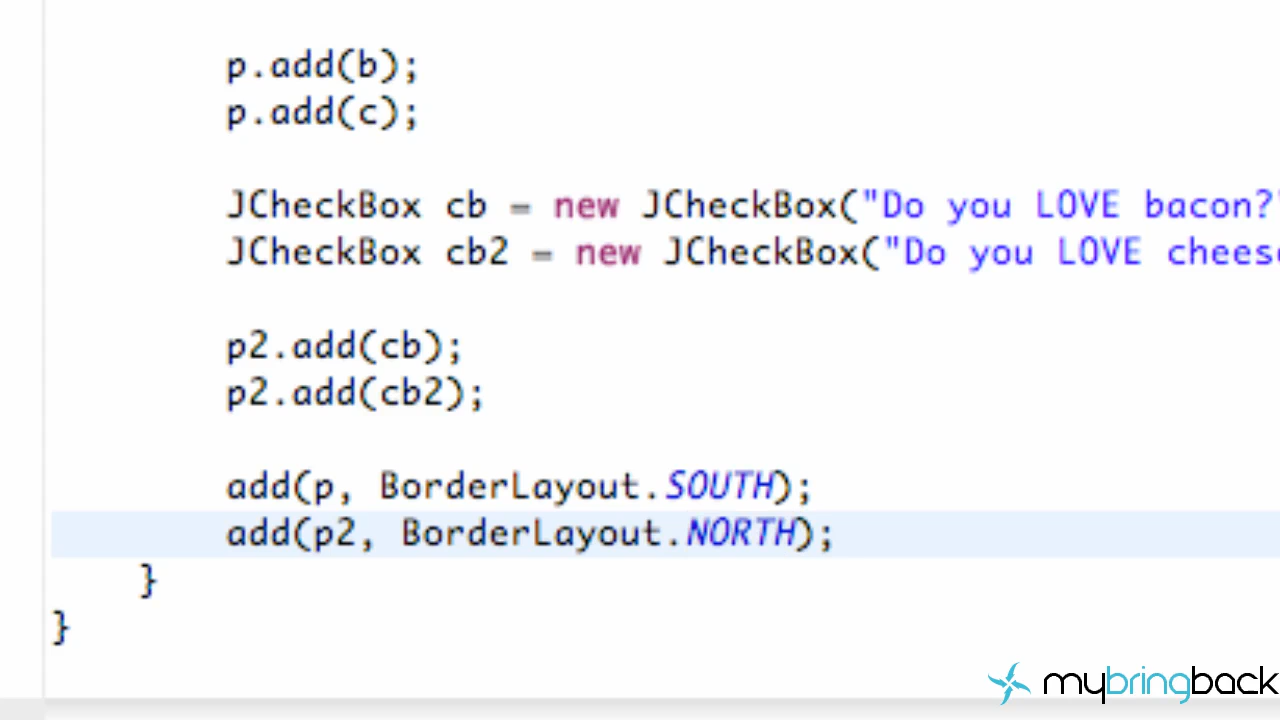 p.add(b);
p.add(c);
JCheckBox cb = new JCheckBox("Do you LOVE bacon?"
JCheckBox cb2 = new JCheckBox("Do you LOVE chees
p2.add(cb);
p2.add(cb2);
add(p, BorderLayout.SOUTH);
add(p2, BorderLayout.NORTH);
}
}
mybringback